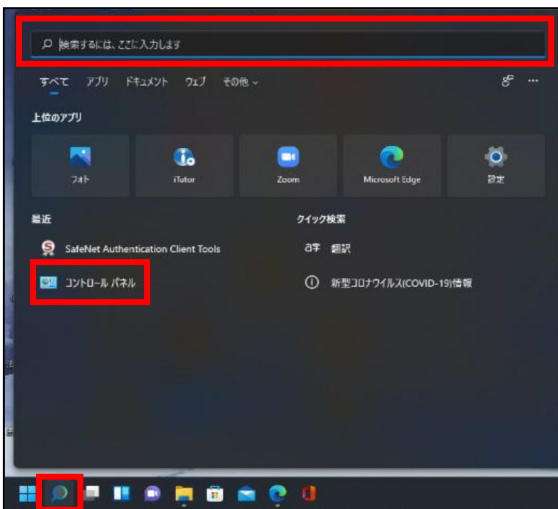 検索するには、ここに入力します
すべて アプリ ドキュメント ウェブ その他
上位のアプリ
フォト iTutor Zoom Microsoft Edge 設定
最近 クイック検索
SafeNet Authentication Client Tools あ字 翻訳
コントロール パネル 新型コロナウイルス(COVID-19)情報